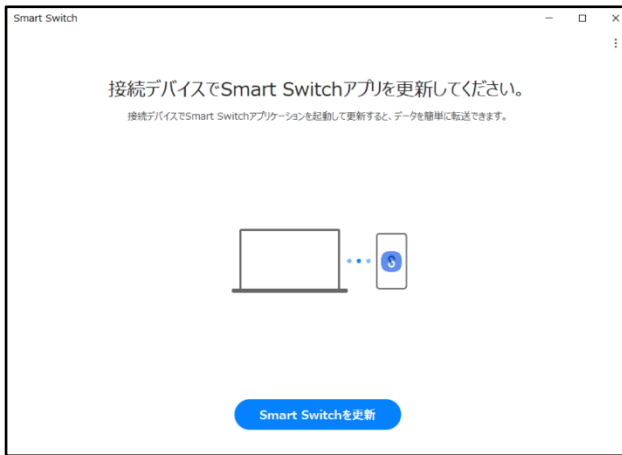 Smart Switch
接続デバイスでSmart Switchアプリを更新してください。
接続デバイスでSmart Switchアプリケーションを起動して更新すると、データを簡単に転送できます。
Smart Switchを更新